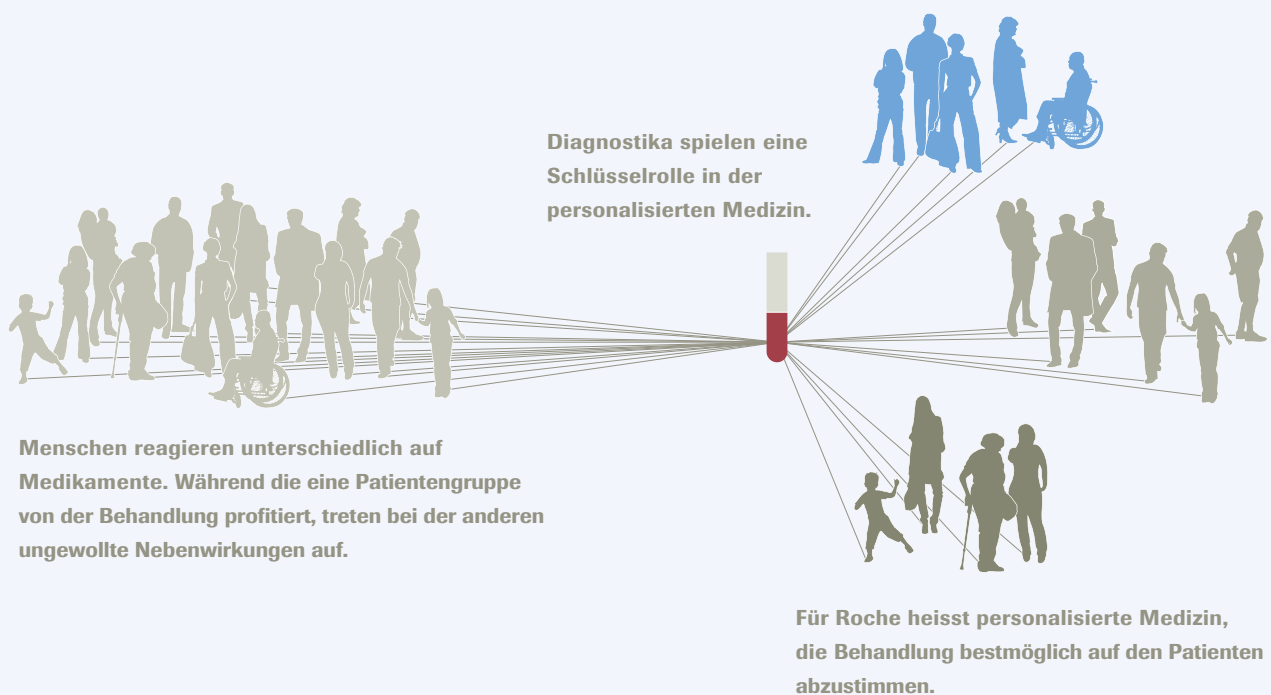 Diagnostika spielen eine
Schlüsselrolle in der
personalisierten Medizin.
Menschen reagieren unterschiedlich auf
Medikamente. Während die eine Patientengruppe
von der Behandlung profitiert, treten bei der anderen
ungewollte Nebenwirkungen auf.
Für Roche heisst personalisierte Medizin,
die Behandlung bestmöglich auf den Patienten
abzustimmen.